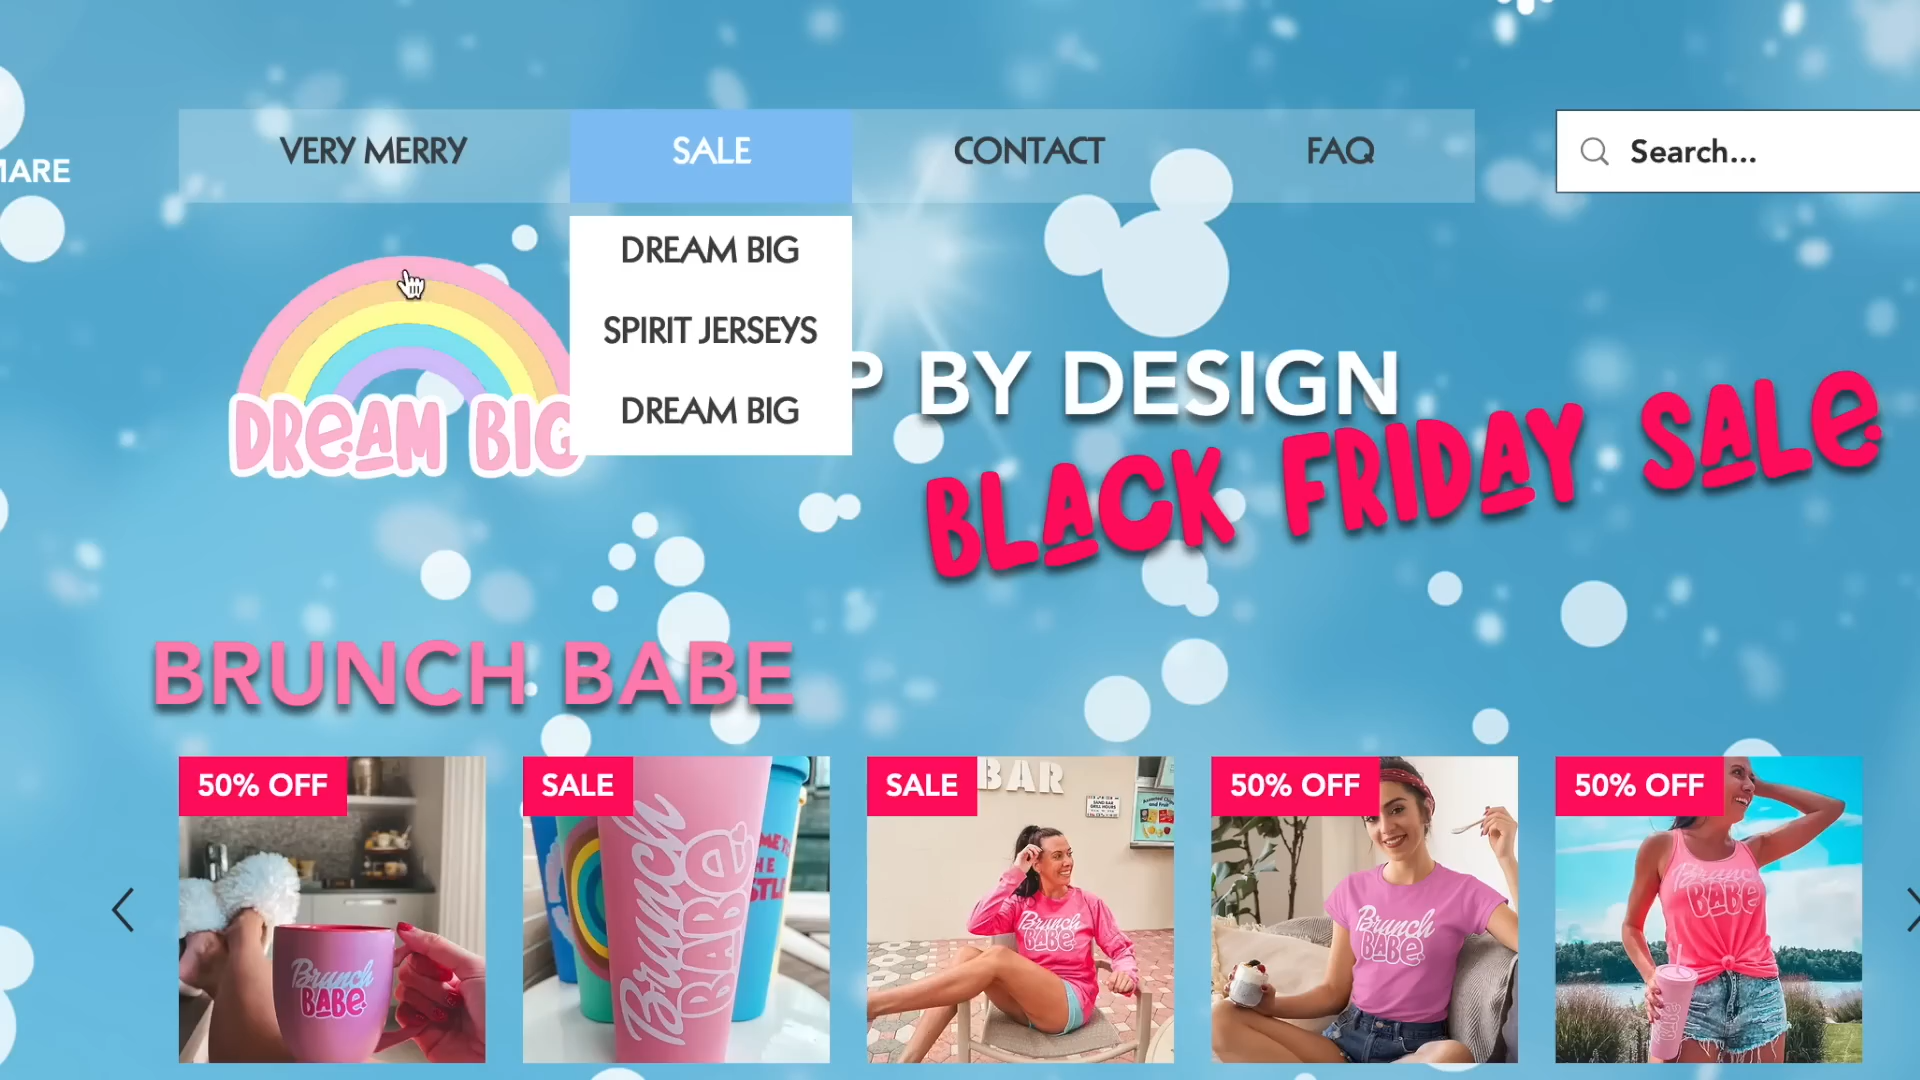 VERY MERRY
SALE
CONTACT
FAQ
Search...
MARE
DREAM BIG
SPIRIT JERSEYS
DREAM BIG
DREAM BIG
P BY DESIGN
BLACK FRIDAY SALE
BRUNCH BABE
50% OFF
SALE
SALE
50% OFF
50% OFF
BAR
Brunch
BABE
Brunch
BABE
Brunch
BABE
Brunch
BABE
Brunch
BABE